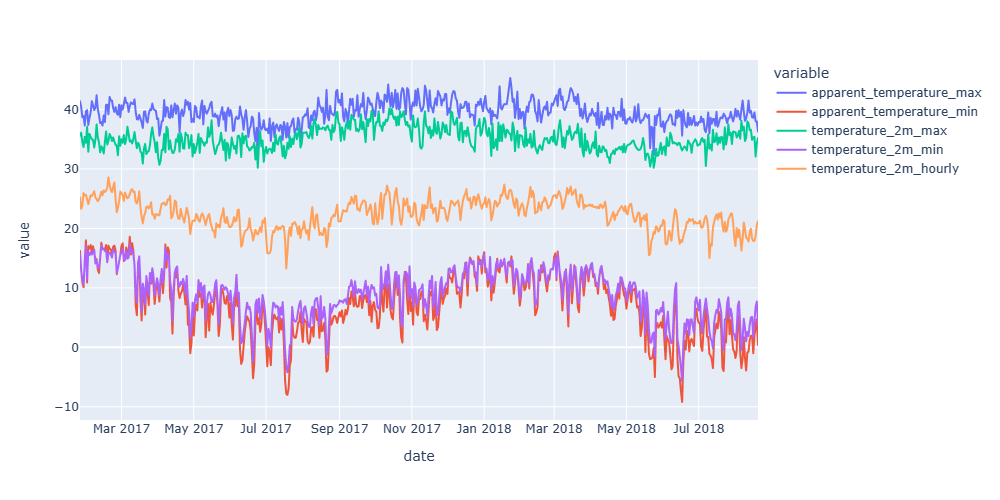 variable
apparent_temperature_max
apparent_temperature_min
temperature_2m_max
temperature_2m_min
temperature_2m_hourly
value
40
30
20
10
0
−10
Mar 2017 May 2017 Jul 2017 Sep 2017 Nov 2017 Jan 2018 Mar 2018 May 2018 Jul 2018
date